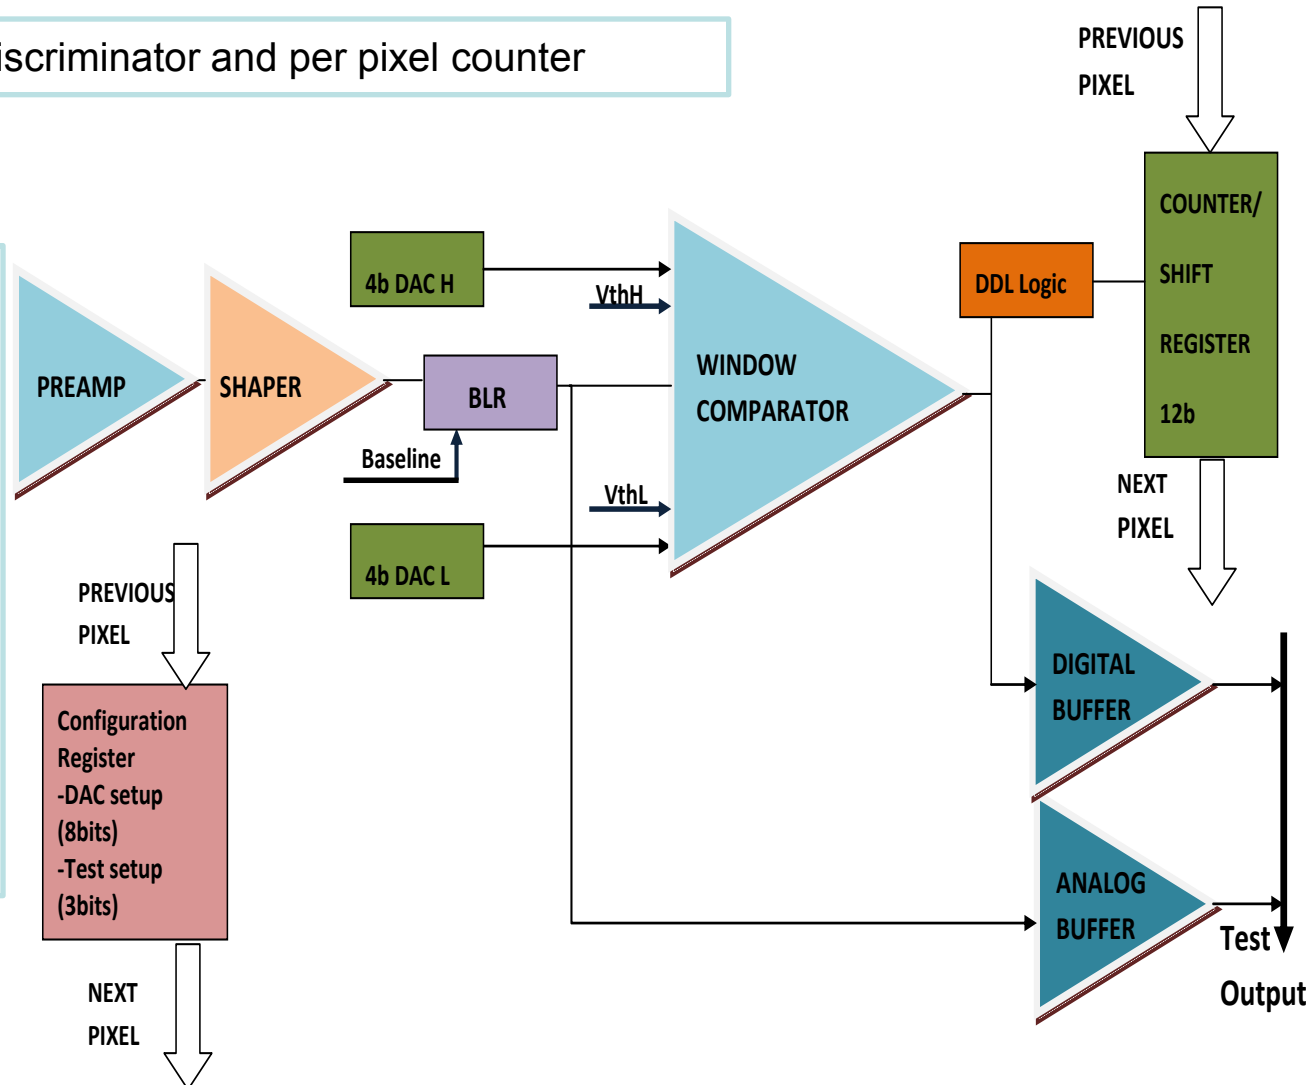 iscriminator and per pixel counter
PREVIOUS
PIXEL
COUNTER/
SHIFT
REGISTER
12b
NEXT
PIXEL
4b DAC H
VthH
DDL Logic
PREAMP
SHAPER
BLR
Baseline
WINDOW
COMPARATOR
VthL
4b DAC L
PREVIOUS
PIXEL
Configuration
Register
-DAC setup
(8bits)
-Test setup
(3bits)
NEXT
PIXEL
DIGITAL
BUFFER
ANALOG
BUFFER
Test
Output